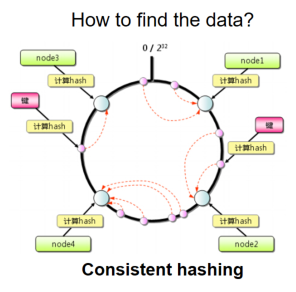 How to find the data?
0 / 2³²
node3
node1
计算hash
计算hash
键
键
计算hash
计算hash
计算hash
计算hash
node4
node2
Consistent hashing